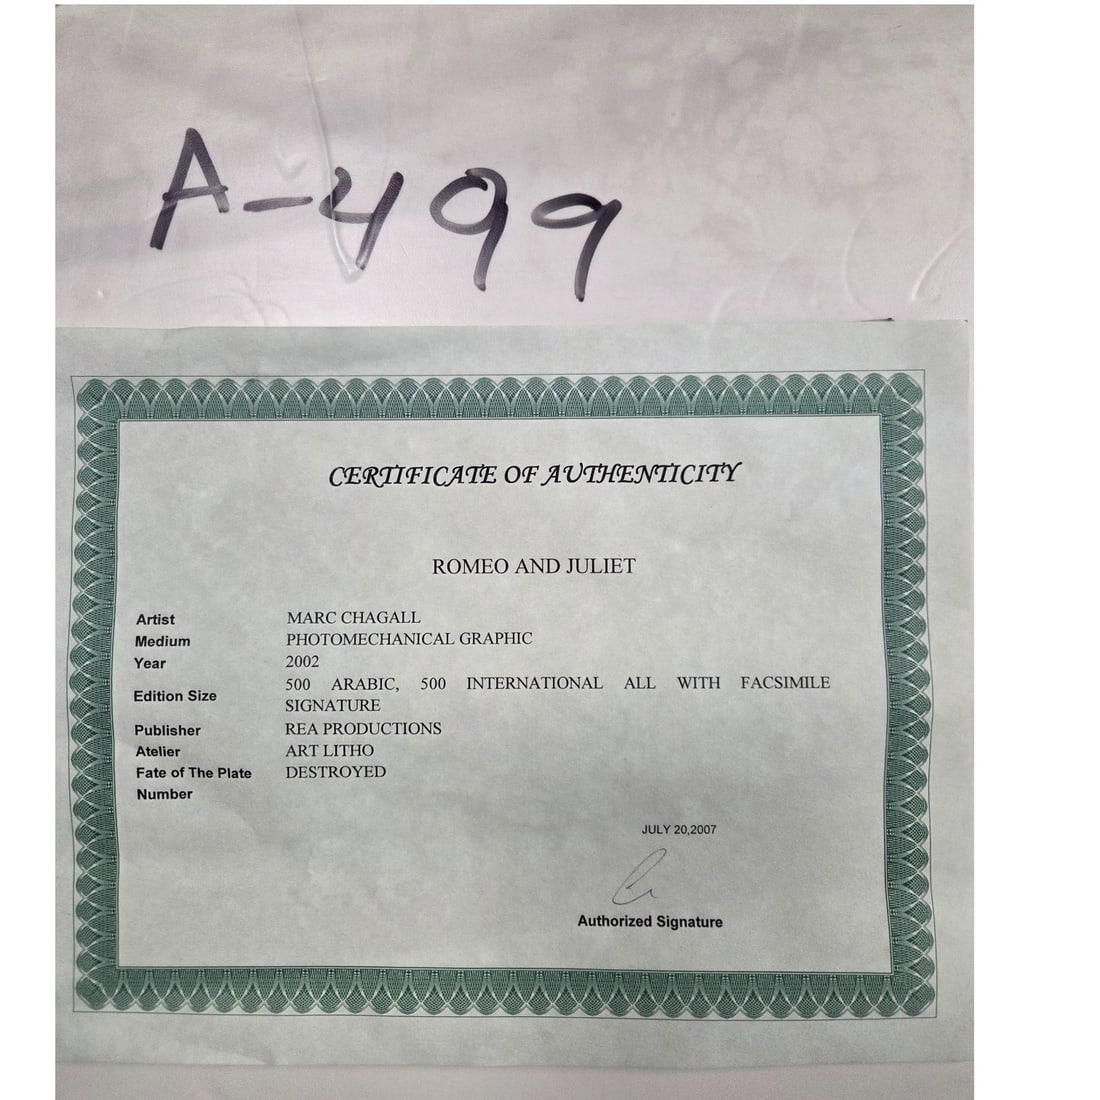 A-499
CERTIFICATE OF AUTHENTICITY
ROMEO AND JULIET
Artist MARC CHAGALL
Medium PHOTOMECHANICAL GRAPHIC
Year 2002
Edition Size 500 ARABIC, 500 INTERNATIONAL ALL WITH FACSIMILE
SIGNATURE
Publisher REA PRODUCTIONS
Atelier ART LITHO
Fate of The Plate DESTROYED
Number
JULY 20,2007
Authorized Signature